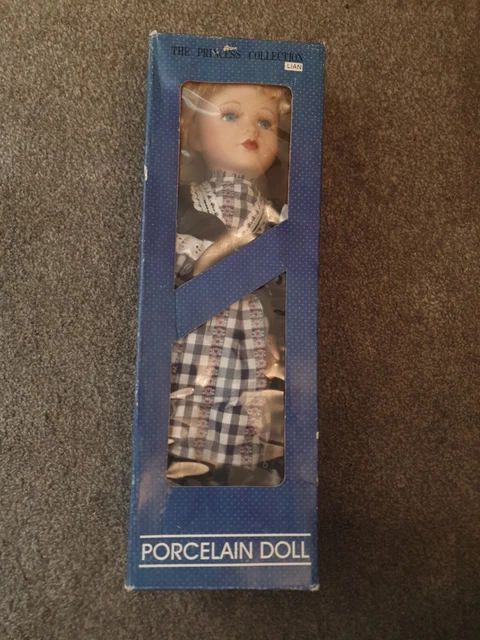 THE PRINCESS COLLECTION
LIAN
PORCELAIN DOLL